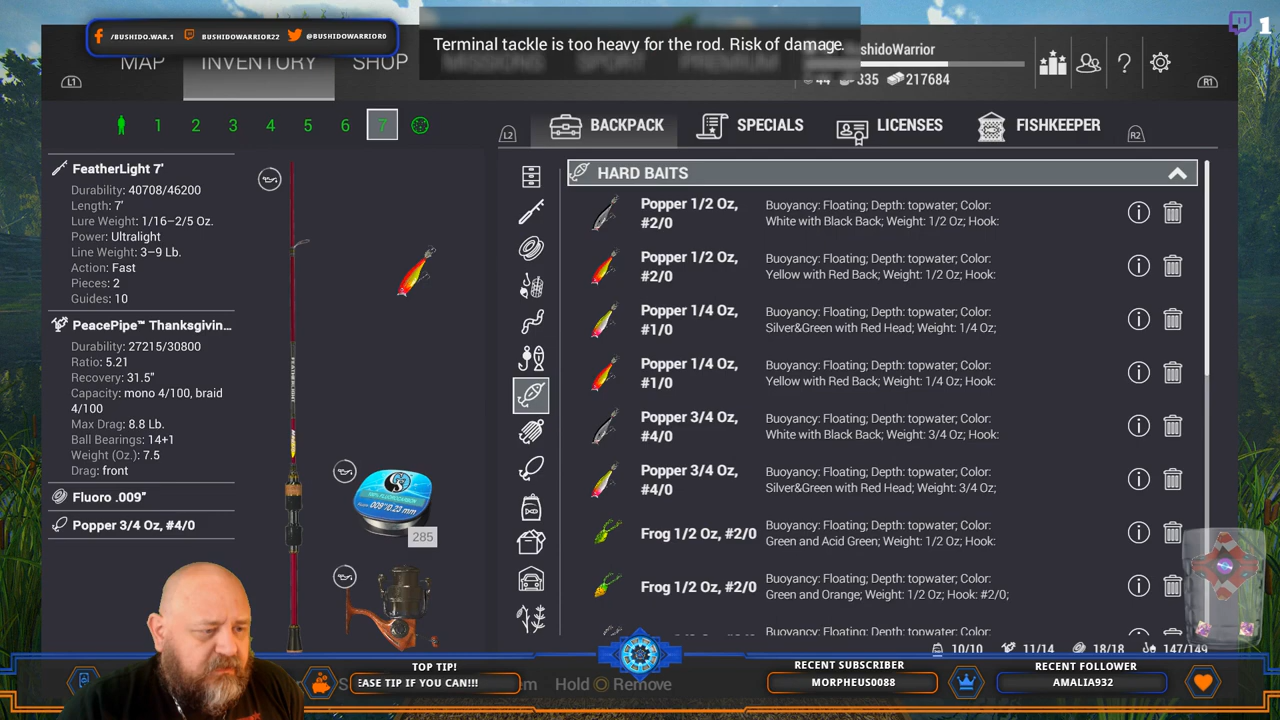 /BUSHIDO.WAR.1 BUSHIDOWARRIOR22 @BUSHIDOWARRIOR0
Terminal tackle is too heavy for the rod. Risk of damage.
shidoWarrior
1
MAP INVENTORY SHOP MISSIONS SPORT PREMIUM
44 335 217684
L1 R1
1 2 3 4 5 6 7
L2 BACKPACK SPECIALS LICENSES FISHKEEPER R2
FeatherLight 7'
Durability: 40708/46200
Length: 7'
Lure Weight: 1/16–2/5 Oz.
Power: Ultralight
Line Weight: 3–9 Lb.
Action: Fast
Pieces: 2
Guides: 10
PeacePipe™ Thanksgivin...
Durability: 27215/30800
Ratio: 5.21
Recovery: 31.5"
Capacity: mono 4/100, braid
4/100
Max Drag: 8.8 Lb.
Ball Bearings: 14+1
Weight (Oz.): 7.5
Drag: front
Fluoro .009"
Popper 3/4 Oz, #4/0
285
HARD BAITS
Popper 1/2 Oz,
#2/0
Buoyancy: Floating; Depth: topwater; Color:
White with Black Back; Weight: 1/2 Oz; Hook:
Popper 1/2 Oz,
#2/0
Buoyancy: Floating; Depth: topwater; Color:
Yellow with Red Back; Weight: 1/2 Oz; Hook:
Popper 1/4 Oz,
#1/0
Buoyancy: Floating; Depth: topwater; Color:
Silver&Green with Red Head; Weight: 1/4 Oz;
Popper 1/4 Oz,
#1/0
Buoyancy: Floating; Depth: topwater; Color:
Yellow with Red Back; Weight: 1/4 Oz; Hook:
Popper 3/4 Oz,
#4/0
Buoyancy: Floating; Depth: topwater; Color:
White with Black Back; Weight: 3/4 Oz; Hook:
Popper 3/4 Oz,
#4/0
Buoyancy: Floating; Depth: topwater; Color:
Silver&Green with Red Head; Weight: 3/4 Oz;
Frog 1/2 Oz, #2/0
Buoyancy: Floating; Depth: topwater; Color:
Green and Acid Green; Weight: 1/2 Oz; Hook:
Frog 1/2 Oz, #2/0
Buoyancy: Floating; Depth: topwater; Color:
Green and Orange; Weight: 1/2 Oz; Hook: #2/0;
Buoyancy: Floating; Depth: topwater; Color:
10/10 11/14 18/18 147/149
Hold Remove
TOP TIP!
EASE TIP IF YOU CAN!!!
RECENT SUBSCRIBER
MORPHEUS0088
RECENT FOLLOWER
AMALIA932